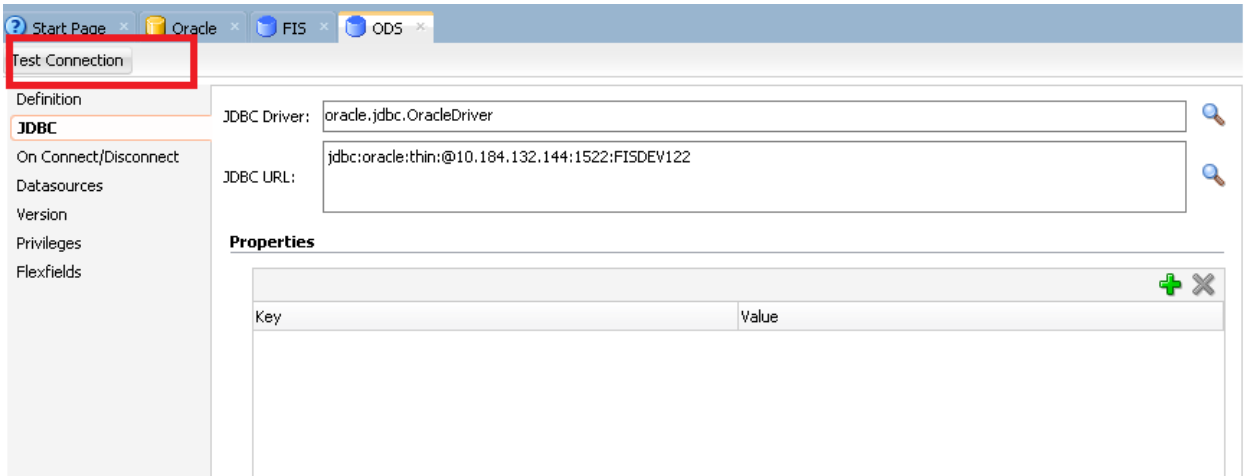 Start Page Oracle FIS ODS
Test Connection
Definition
JDBC
On Connect/Disconnect
Datasources
Version
Privileges
Flexfields
JDBC Driver: oracle.jdbc.OracleDriver
JDBC URL: jdbc:oracle:thin:@10.184.132.144:1522:FISDEV122
Properties
Key Value